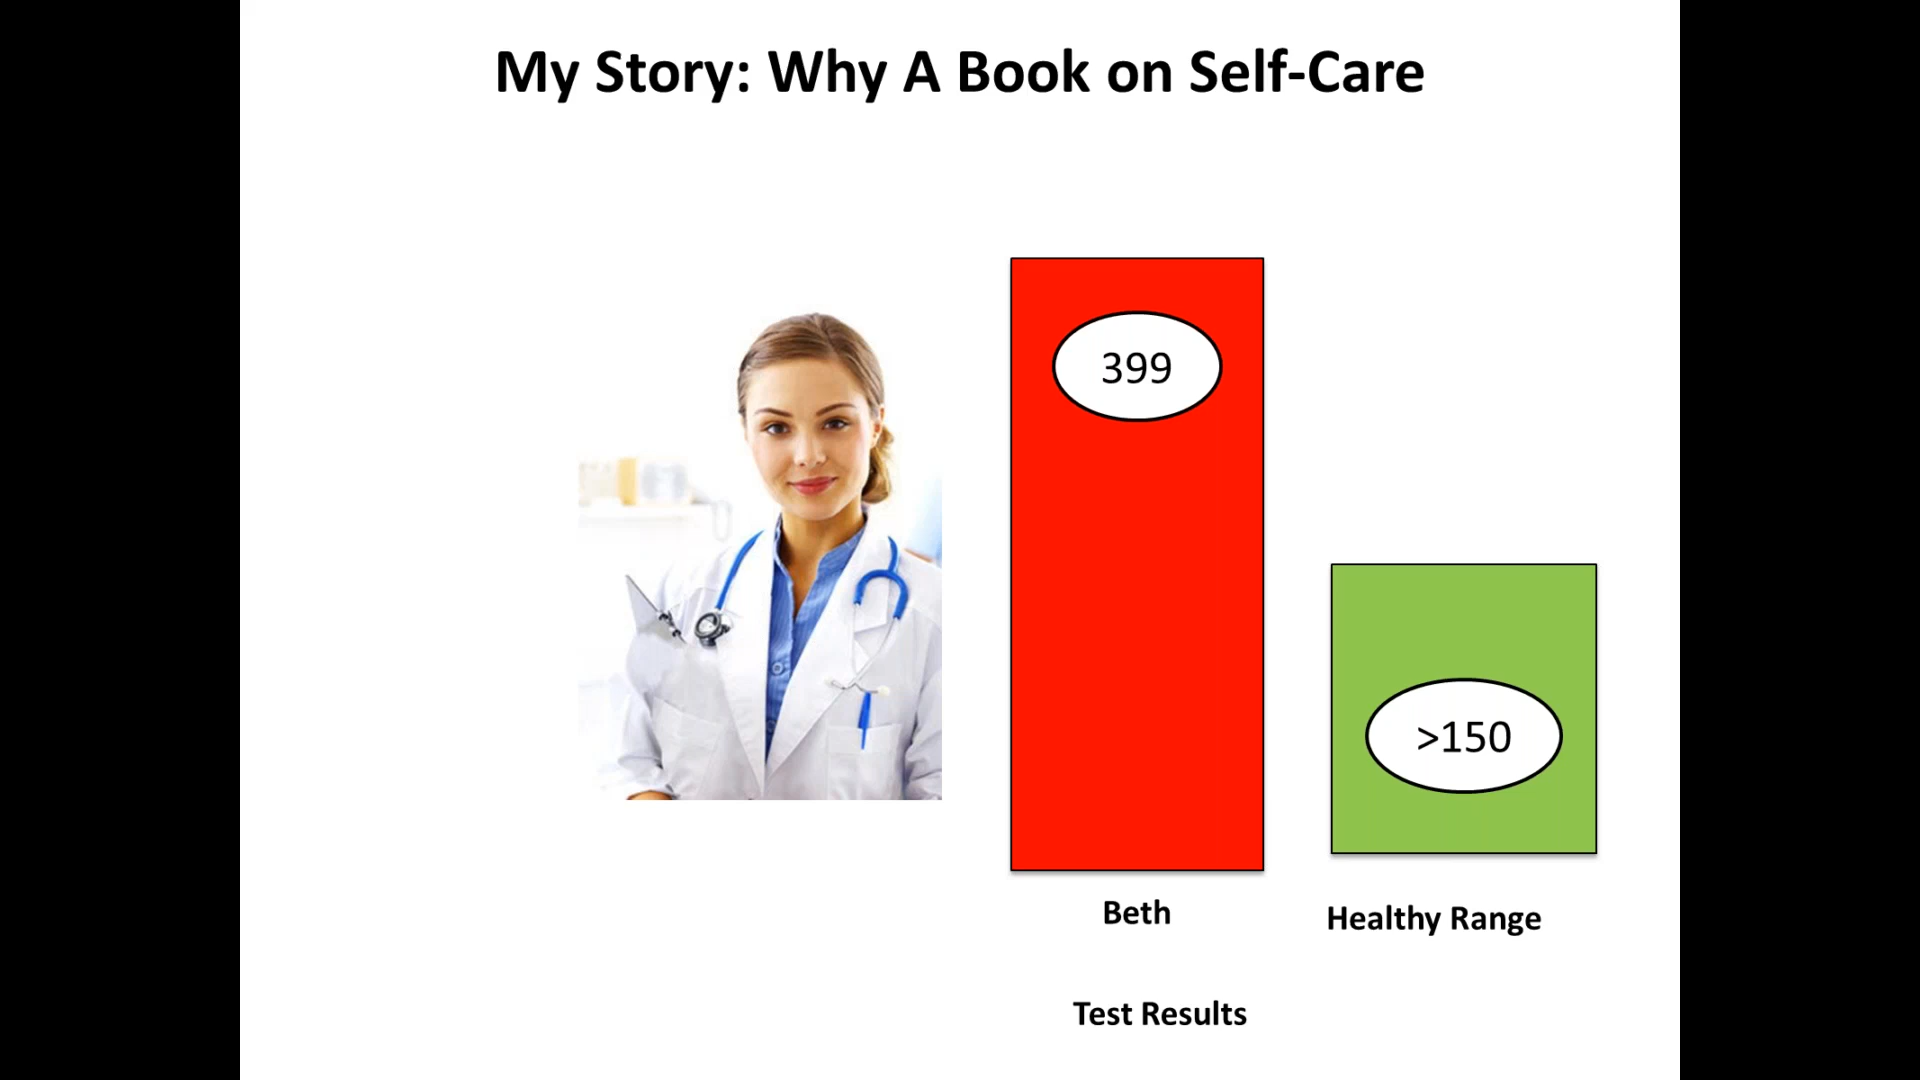 My Story: Why A Book on Self-Care
399
>150
Beth
Healthy Range
Test Results